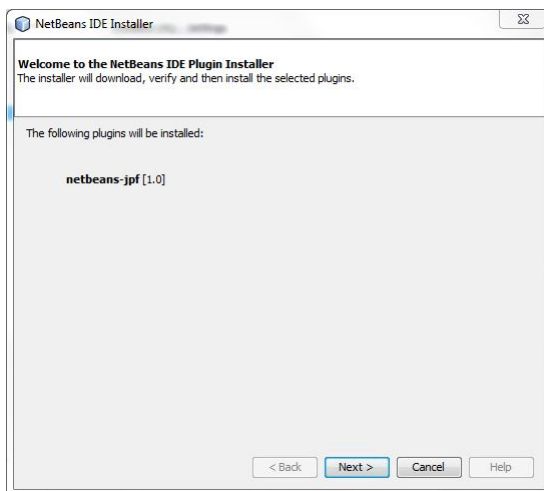 NetBeans IDE Installer
Welcome to the NetBeans IDE Plugin Installer
The installer will download, verify and then install the selected plugins.
The following plugins will be installed:
netbeans-jpf [1.0]
< Back Next > Cancel Help